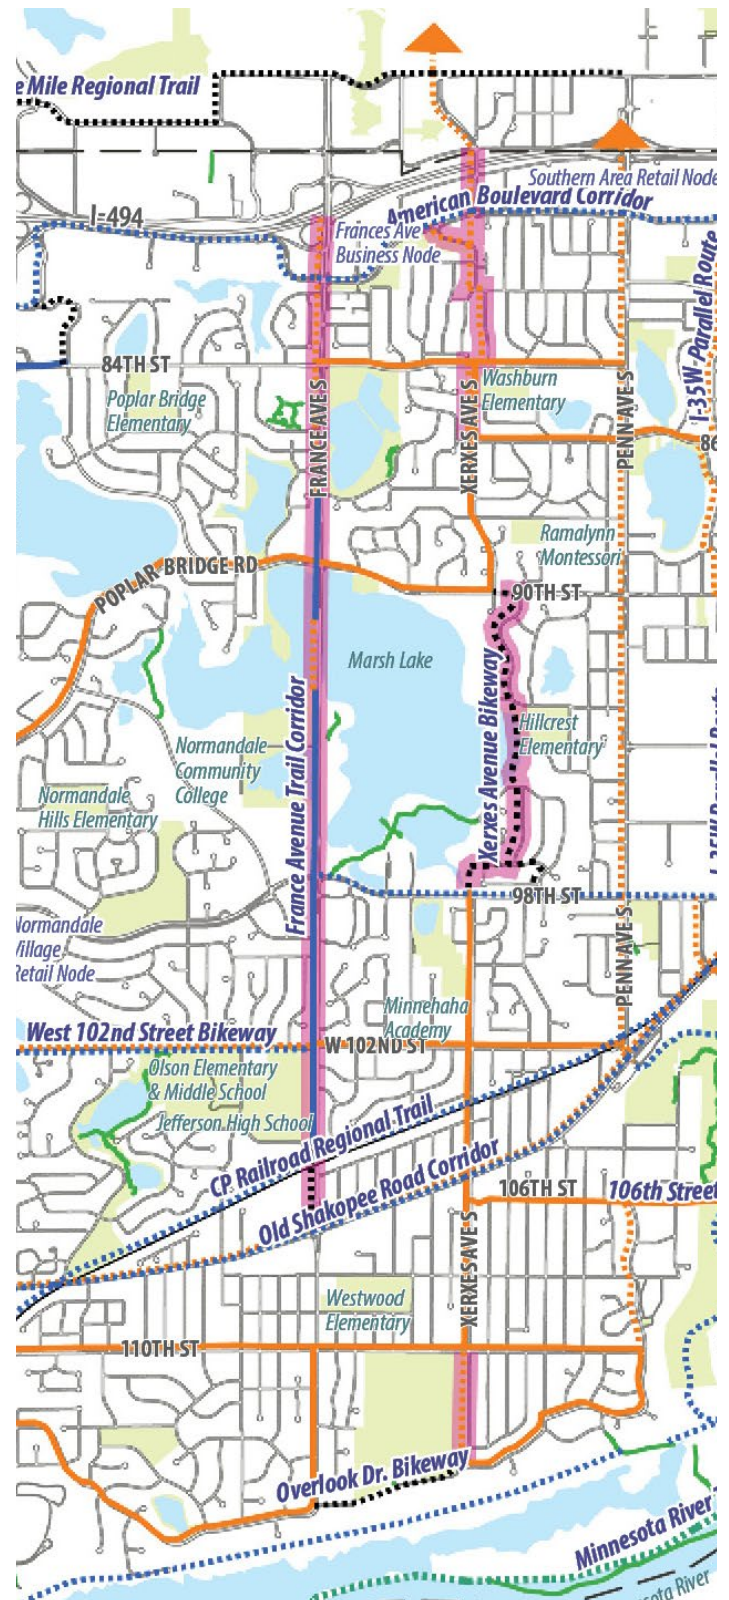 e Mile Regional Trail
Southern Area Retail Node
American Boulevard Corridor
I-494
Frances Ave
Business Node
I-35W Parallel Route
84TH ST
Poplar Bridge
Elementary
FRANCE AVE S
XERXES AVE S
Washburn
Elementary
PENN AVE S
86
Ramalynn
Montessori
POPLAR BRIDGE RD
90TH ST
Marsh Lake
Xerxes Avenue Bikeway
France Avenue Trail Corridor
Hillcrest
Elementary
Normandale
Community
College
Normandale
Hills Elementary
98TH ST
Normandale
Village
Retail Node
PENN AVE S
Minnehaha
Academy
West 102nd Street Bikeway
W 102ND ST
Olson Elementary
& Middle School
Jefferson High School
CP Railroad Regional Trail
Old Shakopee Road Corridor
106TH ST
106th Street
XERXES AVE S
Westwood
Elementary
110TH ST
Overlook Dr. Bikeway
Minnesota River
sota River